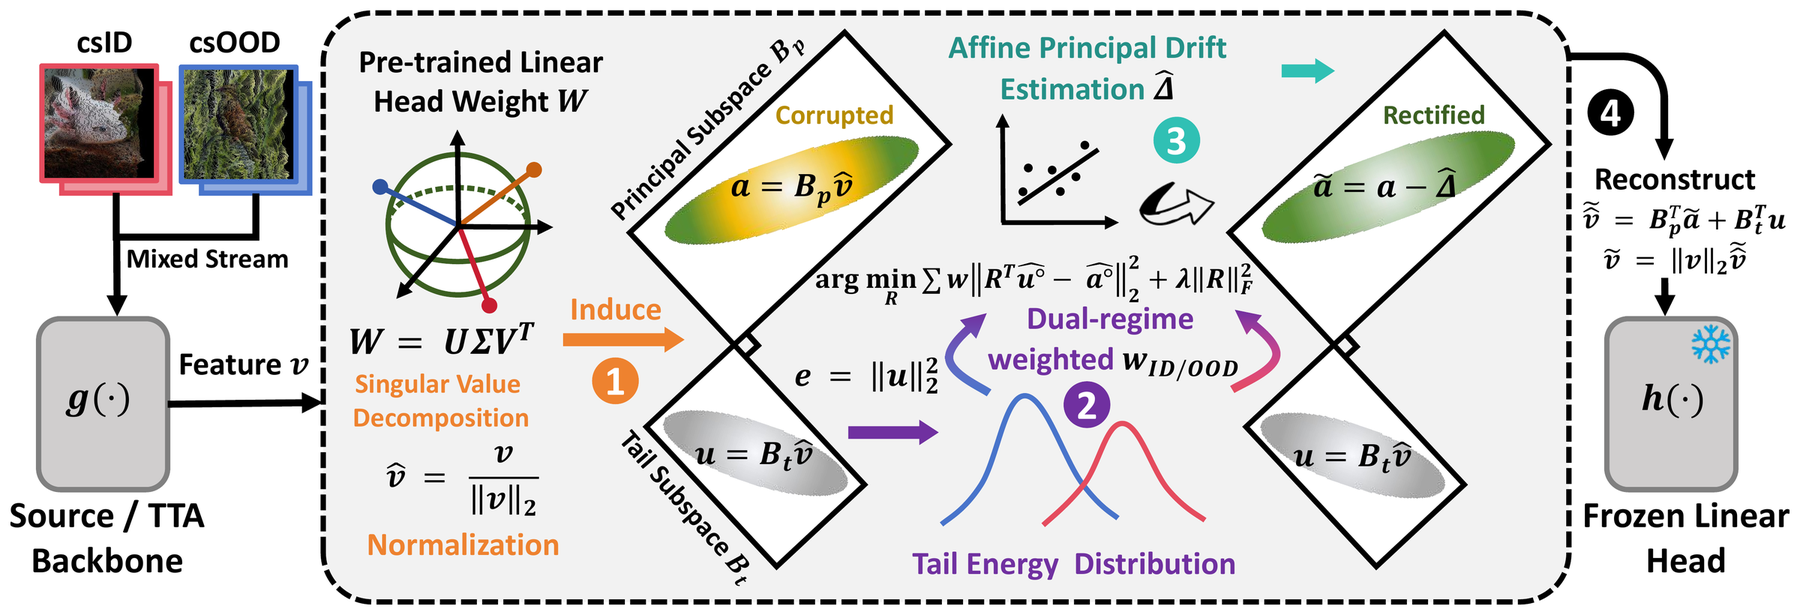 csID
csOOD
Mixed Stream
g(·)
Source / TTA
Backbone
Feature v
Pre-trained Linear
Head Weight W
W = UΣV^T
Singular Value
Decomposition
v̂ = v / ‖v‖₂
Normalization
Induce
1
Principal Subspace B_p
Corrupted
a = B_p v̂
Tail Subspace B_t
u = B_t v̂
e = ‖u‖₂²
Affine Principal Drift
Estimation Δ̂
3
arg min_R Σ w‖R^T û° − â°‖₂² + λ‖R‖_F²
Dual-regime
weighted w_ID/OOD
2
Tail Energy Distribution
Rectified
ã = a − Δ̂
u = B_t v̂
4
Reconstruct
ṽ̂ = B_p^T ã + B_t^T u
ṽ = ‖v‖₂ ṽ̂
h(·)
Frozen Linear
Head